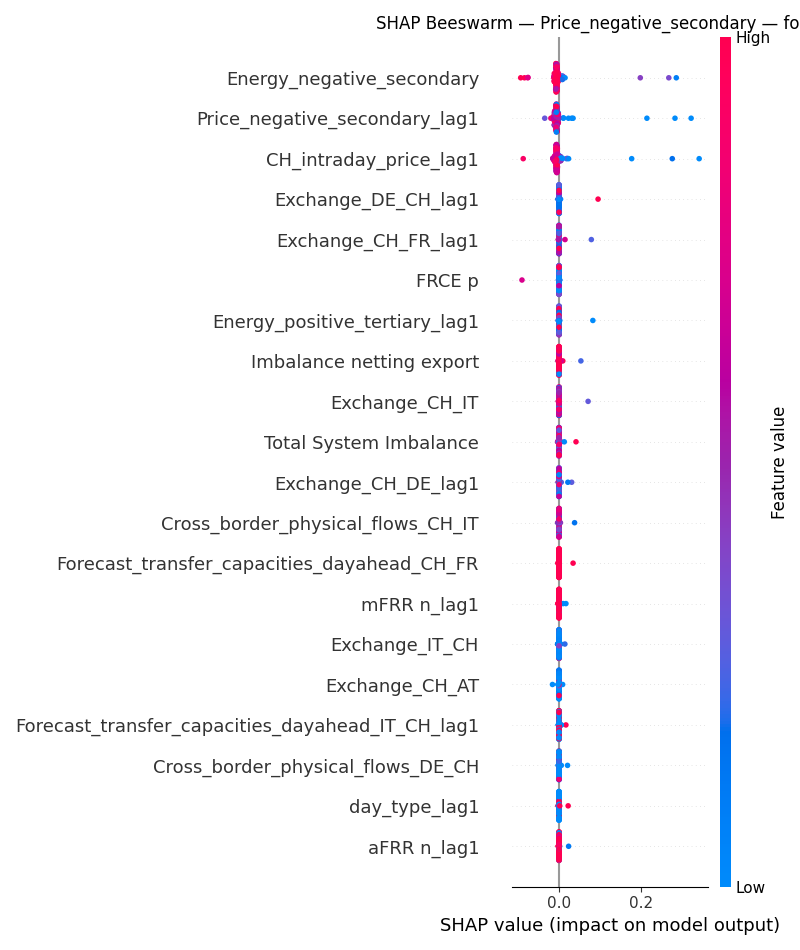 SHAP Beeswarm — Price_negative_secondary — fo
High
Energy_negative_secondary
Price_negative_secondary_lag1
CH_intraday_price_lag1
Exchange_DE_CH_lag1
Exchange_CH_FR_lag1
FRCE p
Energy_positive_tertiary_lag1
Imbalance netting export
Exchange_CH_IT
Total System Imbalance
Exchange_CH_DE_lag1
Cross_border_physical_flows_CH_IT
Forecast_transfer_capacities_dayahead_CH_FR
mFRR n_lag1
Exchange_IT_CH
Exchange_CH_AT
Forecast_transfer_capacities_dayahead_IT_CH_lag1
Cross_border_physical_flows_DE_CH
day_type_lag1
aFRR n_lag1
Feature value
Low
0.0 0.2
SHAP value (impact on model output)